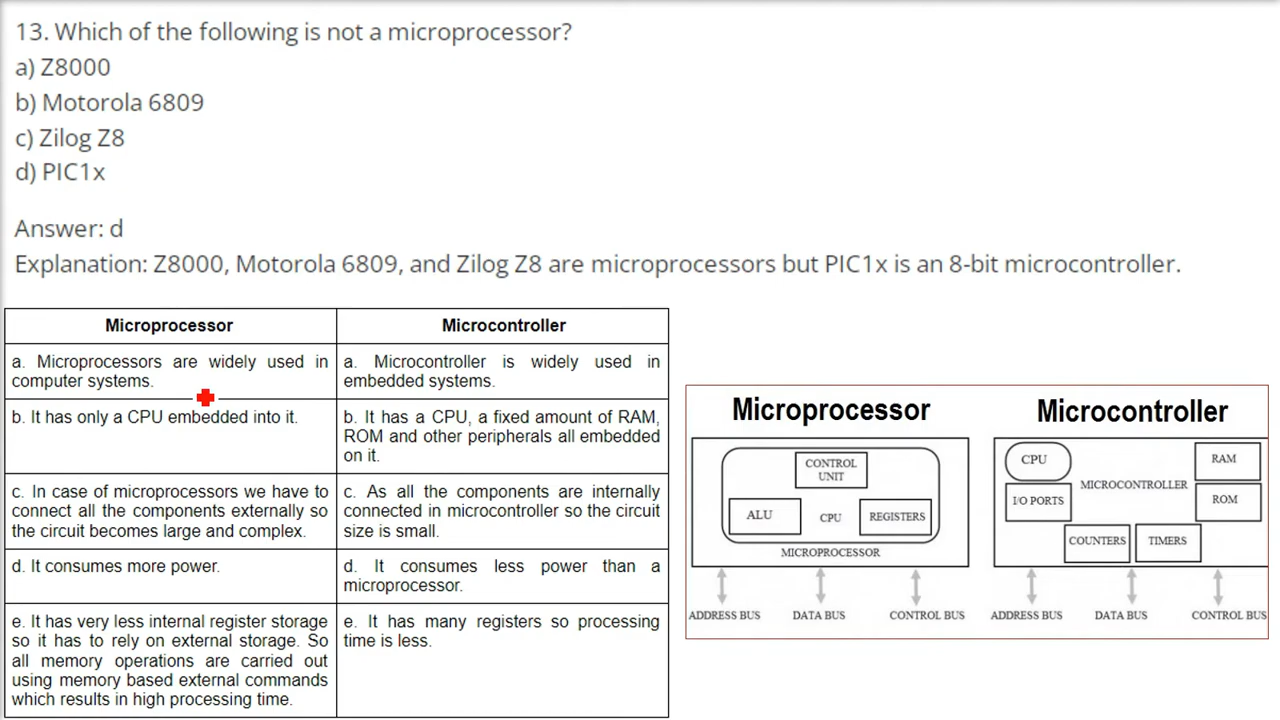 13. Which of the following is not a microprocessor?
a) Z8000
b) Motorola 6809
c) Zilog Z8
d) PIC1x
Answer: d
Explanation: Z8000, Motorola 6809, and Zilog Z8 are microprocessors but PIC1x is an 8-bit microcontroller.
Microprocessor
Microcontroller
a. Microprocessors are widely used in
computer systems.
a. Microcontroller is widely used in
embedded systems.
b. It has only a CPU embedded into it.
b. It has a CPU, a fixed amount of RAM,
ROM and other peripherals all embedded
on it.
c. In case of microprocessors we have to
connect all the components externally so
the circuit becomes large and complex.
c. As all the components are internally
connected in microcontroller so the circuit
size is small.
d. It consumes more power.
d. It consumes less power than a
microprocessor.
e. It has very less internal register storage
so it has to rely on external storage. So
all memory operations are carried out
using memory based external commands
which results in high processing time.
e. It has many registers so processing
time is less.
Microprocessor
CONTROL
UNIT
ALU
CPU
REGISTERS
MICROPROCESSOR
ADDRESS BUS
DATA BUS
CONTROL BUS
Microcontroller
CPU
RAM
MICROCONTROLLER
I/O PORTS
ROM
COUNTERS
TIMERS
ADDRESS BUS
DATA BUS
CONTROL BUS